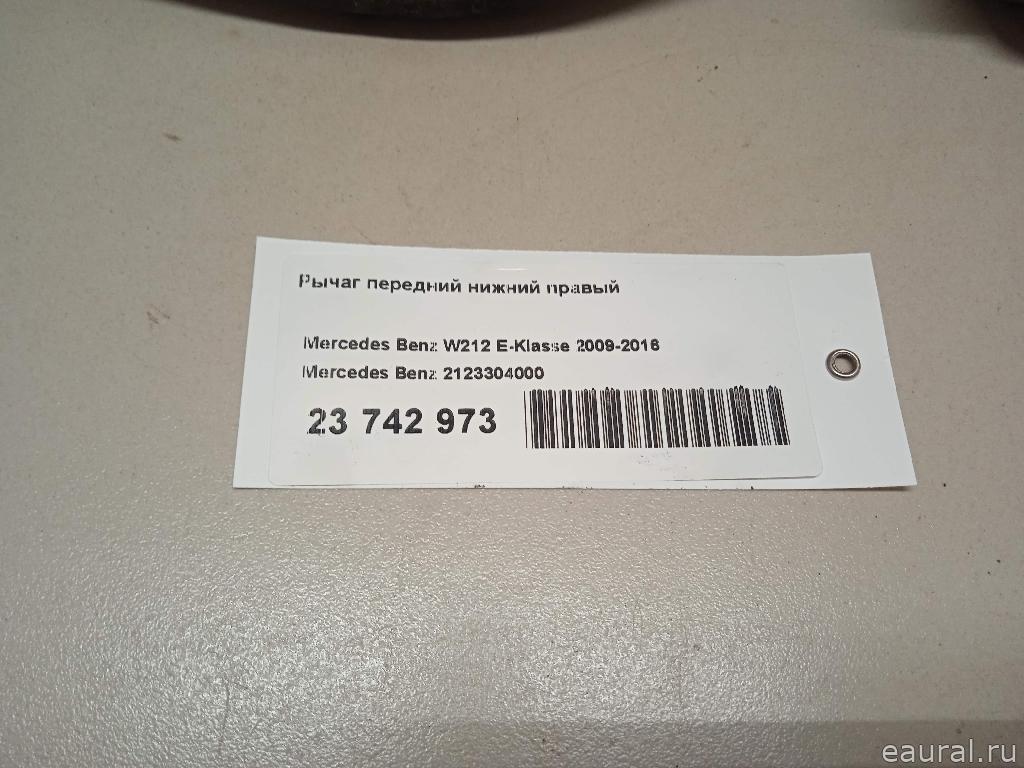 Рычаг передний нижний правый
Mercedes Benz W212 E-Klasse 2009-2016
Mercedes Benz 2123304000
23 742 973
eaural.ru